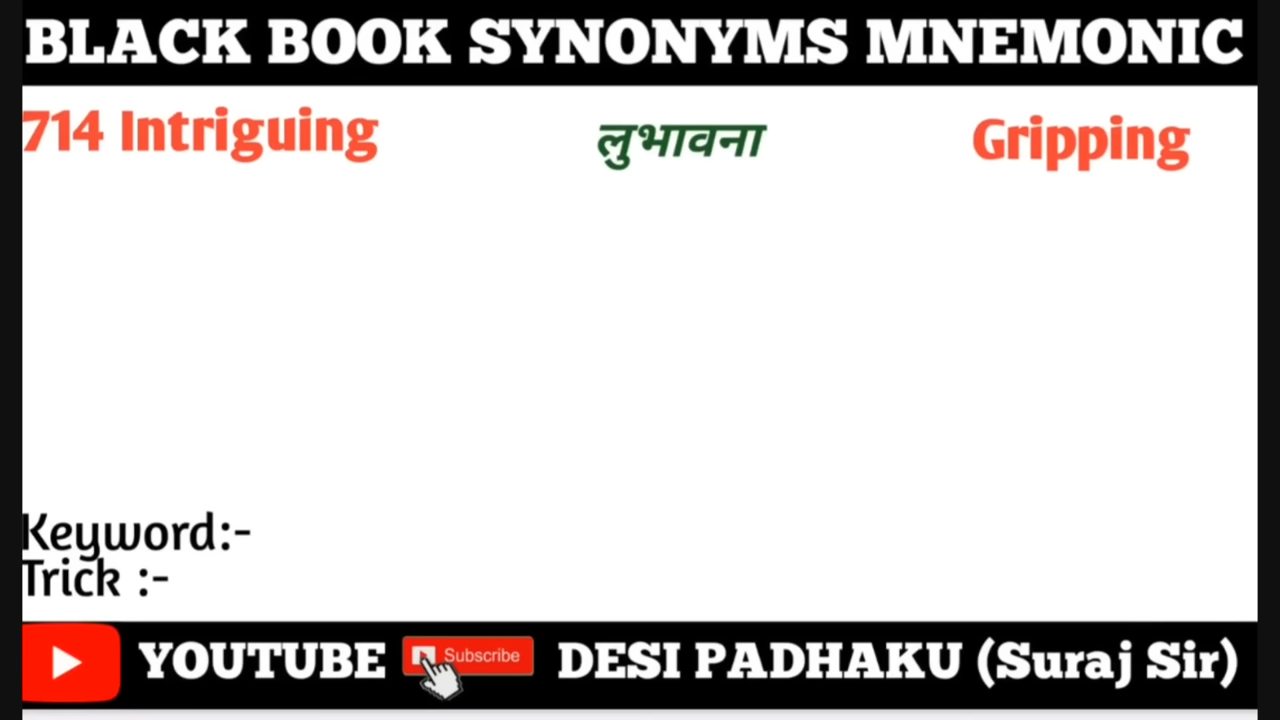 BLACK BOOK SYNONYMS MNEMONIC
714 Intriguing लुभावना Gripping
Keyword:-
Trick :-
YOUTUBE Subscribe DESI PADHAKU (Suraj Sir)